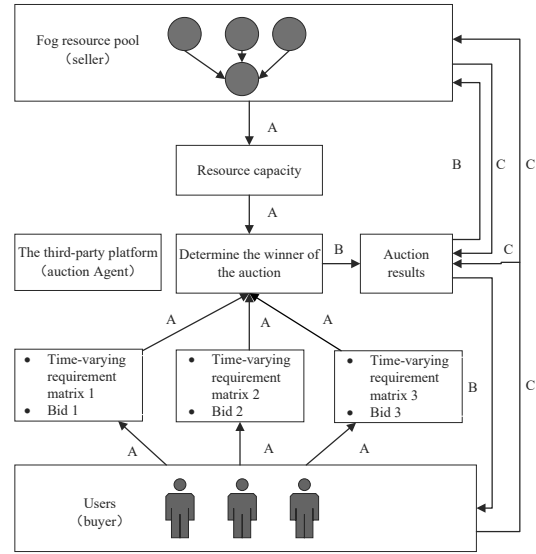 Fog resource pool
（seller）
A
Resource capacity
A
B
C
C
The third-party platform
（auction Agent）
Determine the winner of
the auction
B
Auction
results
C
A
A
A
• Time-varying
requirement
matrix 1
• Bid 1
• Time-varying
requirement
matrix 2
• Bid 2
• Time-varying
requirement
matrix 3
• Bid 3
B
C
A
A
A
Users
（buyer）